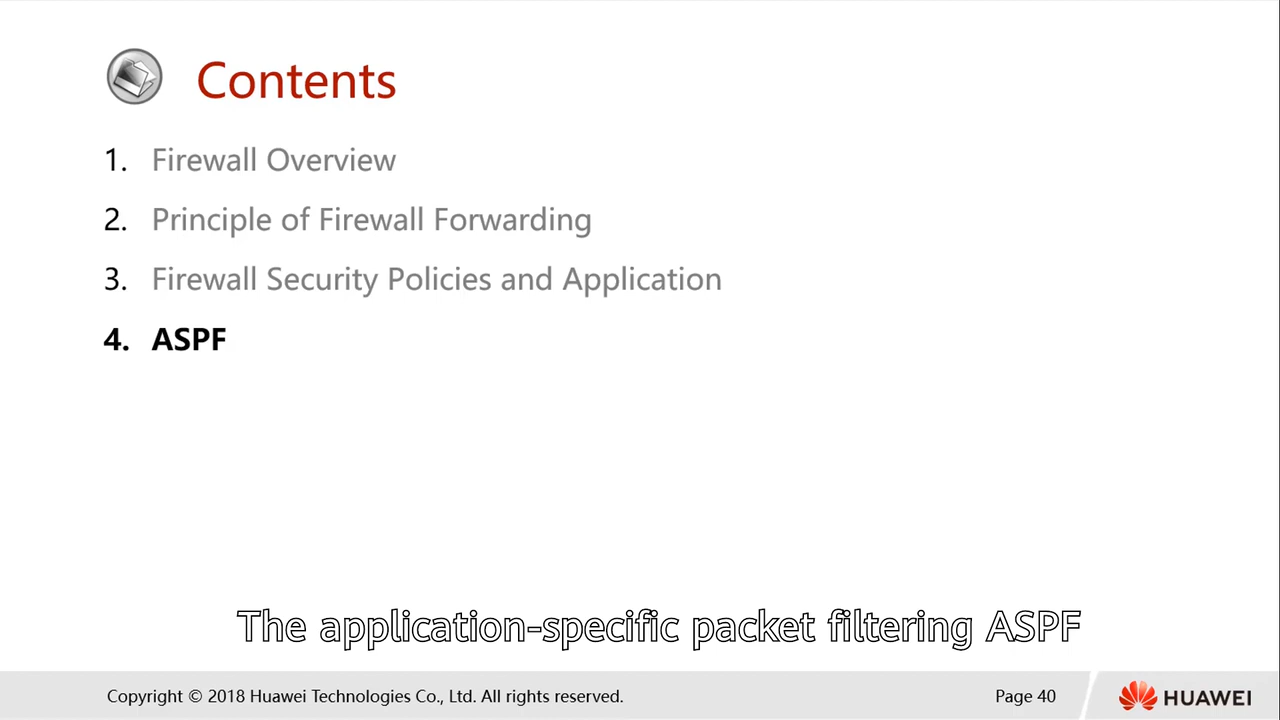 Contents
1. Firewall Overview
2. Principle of Firewall Forwarding
3. Firewall Security Policies and Application
4. ASPF
The application-specific packet filtering ASPF
Copyright © 2018 Huawei Technologies Co., Ltd. All rights reserved.
Page 40
HUAWEI